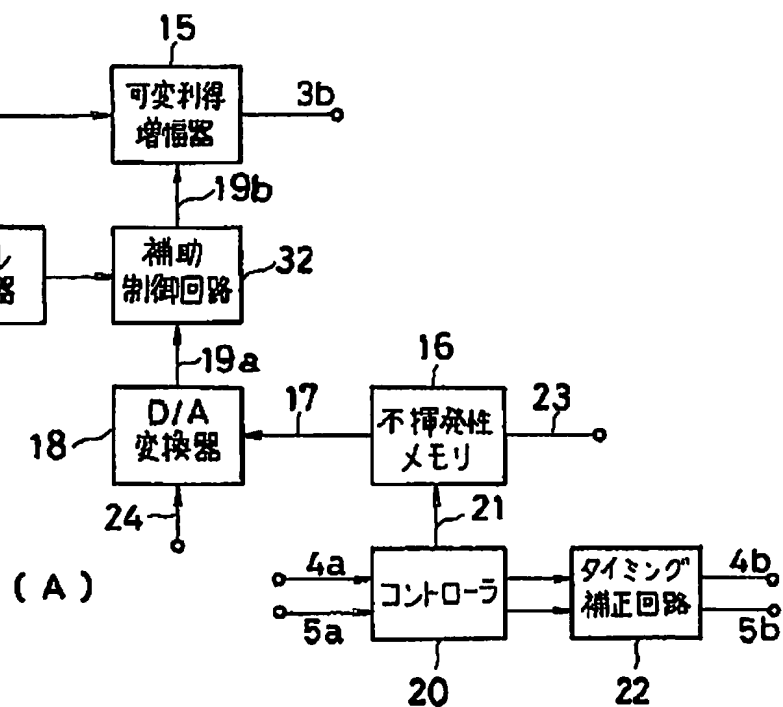 15
可変利得
増幅器
3b
19b
ル
器
補助
制御回路
32
19a
16
18
D/A
変換器
17
不揮発性
メモリ
23
24
21
(A)
4a
5a
コントローラ
タイミング
補正回路
4b
5b
20
22